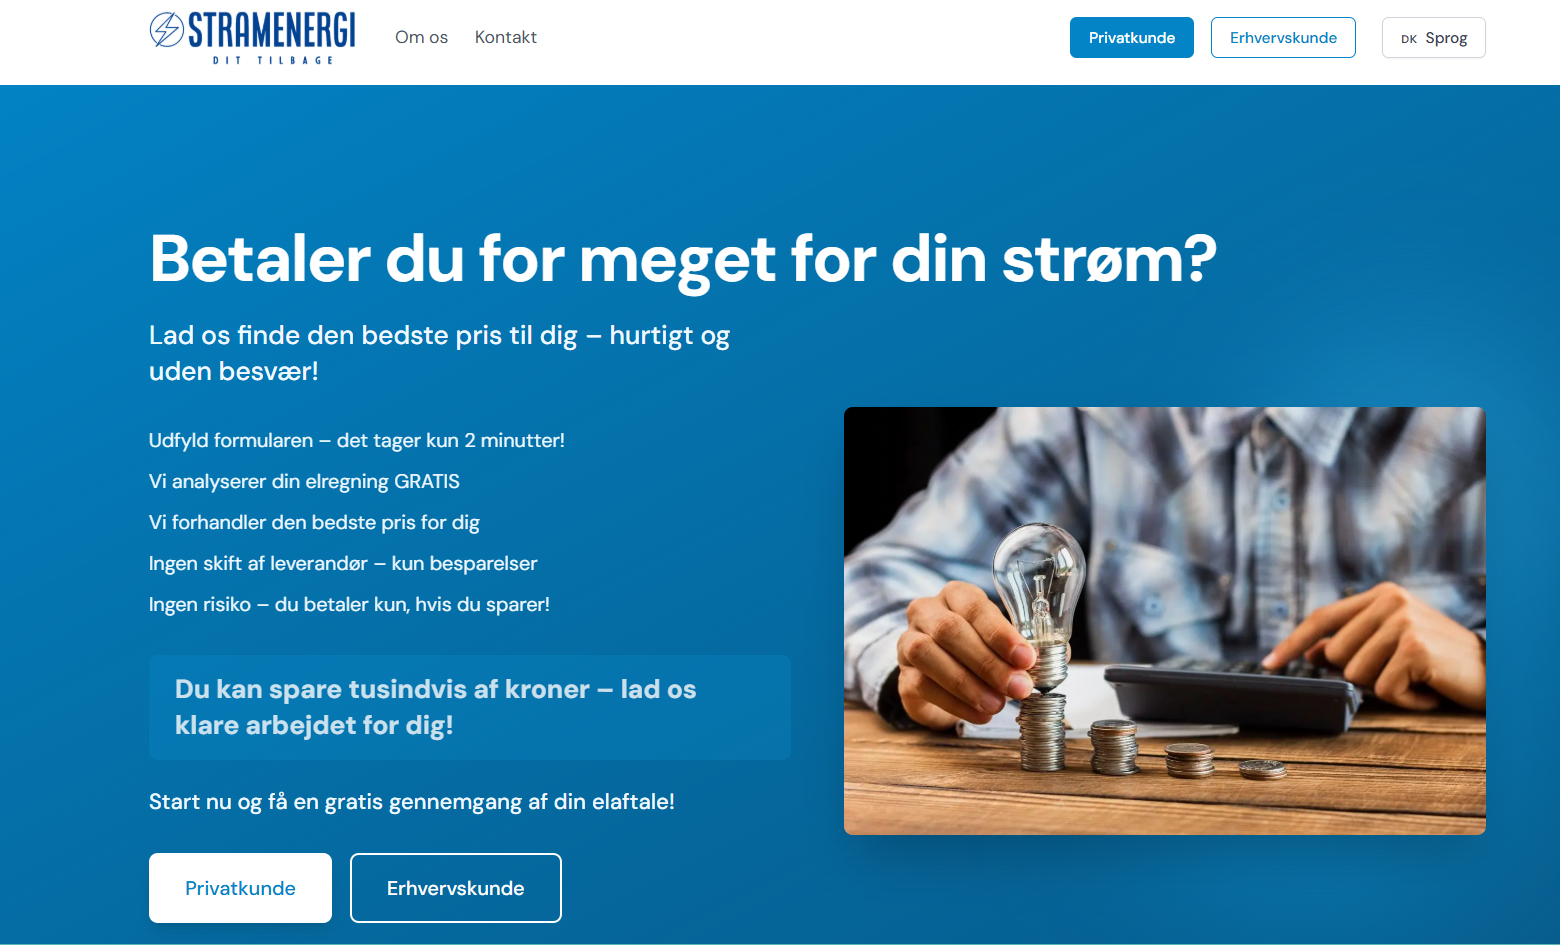 STRAMENERGI
DIT TILBAGE
Om os
Kontakt
Privatkunde
Erhvervskunde
DK Sprog
Betaler du for meget for din strøm?
Lad os finde den bedste pris til dig – hurtigt og
uden besvær!
Udfyld formularen – det tager kun 2 minutter!
Vi analyserer din elregning GRATIS
Vi forhandler den bedste pris for dig
Ingen skift af leverandør – kun besparelser
Ingen risiko – du betaler kun, hvis du sparer!
Du kan spare tusindvis af kroner – lad os
klare arbejdet for dig!
Start nu og få en gratis gennemgang af din elaftale!
Privatkunde
Erhvervskunde